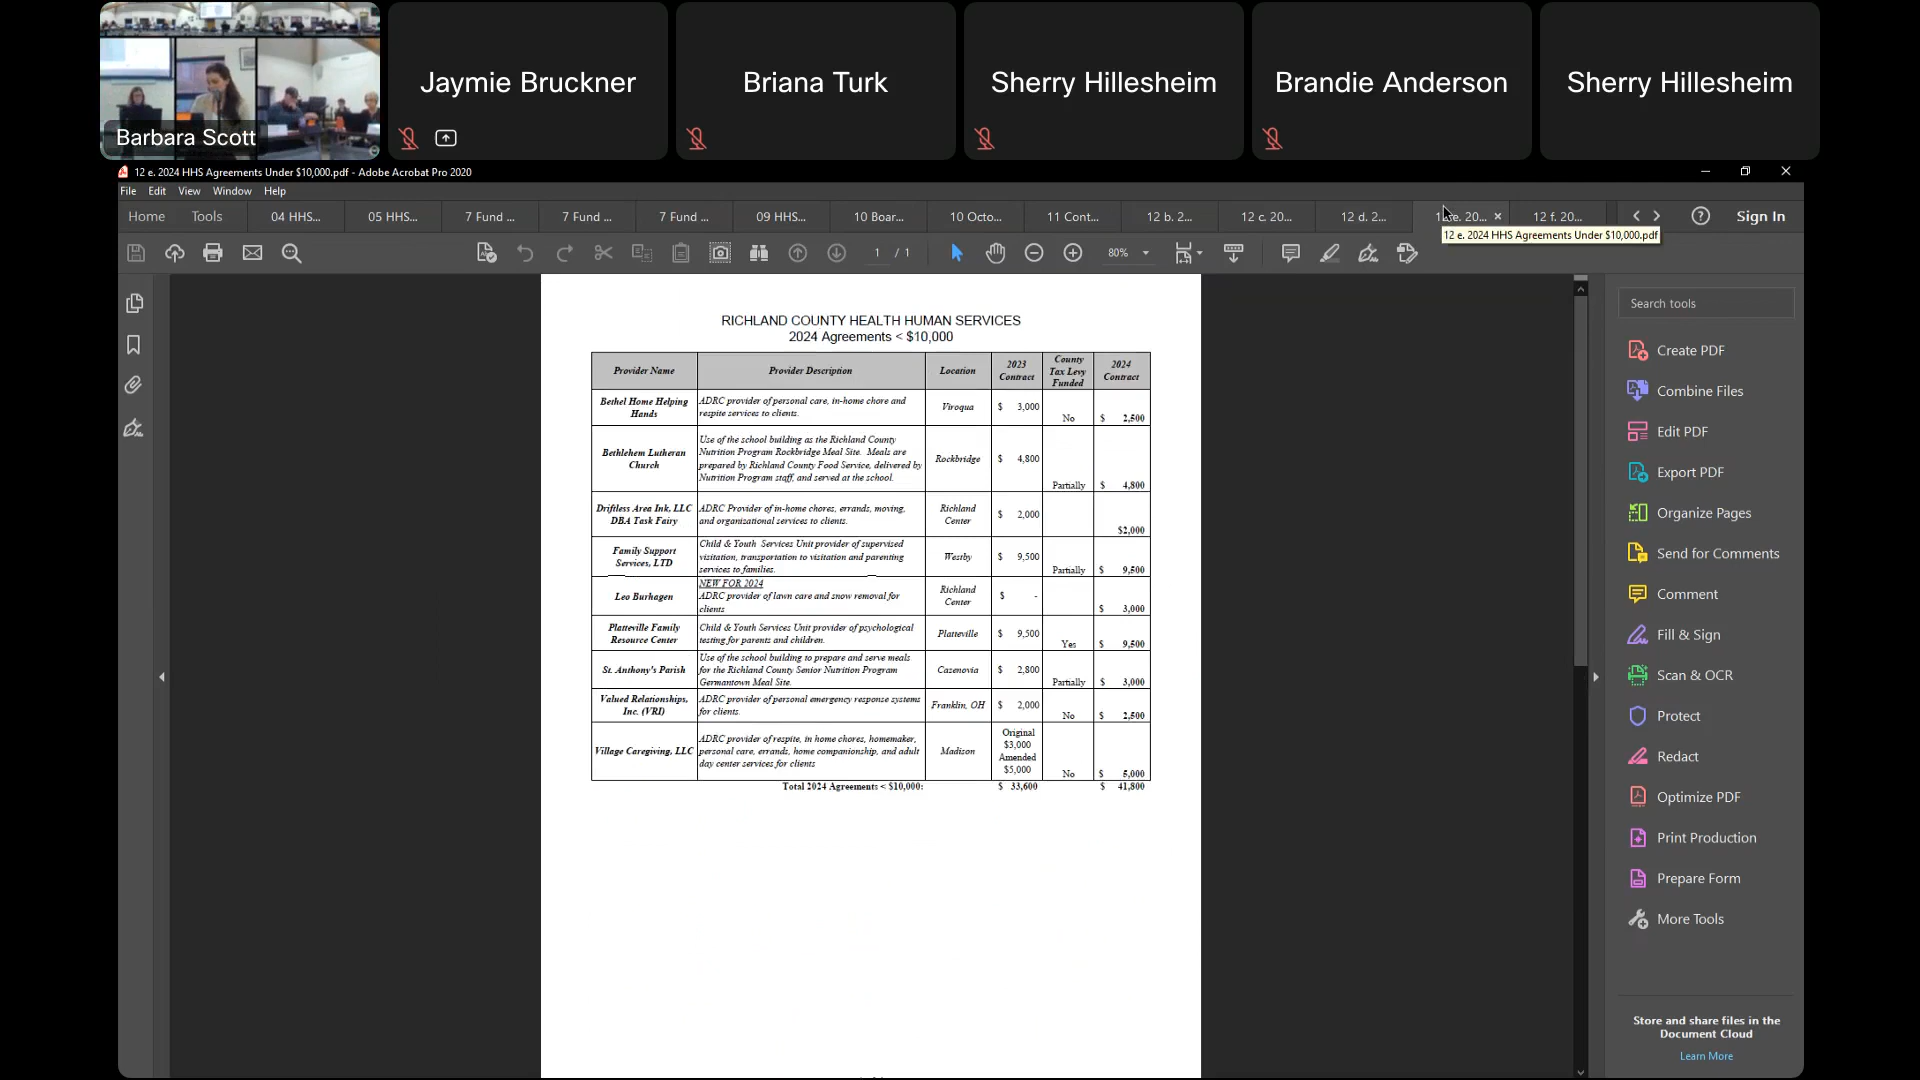 Barbara Scott
Jaymie Bruckner
Briana Turk
Sherry Hillesheim
Brandie Anderson
Sherry Hillesheim
12 e. 2024 HHS Agreements Under $10,000.pdf - Adobe Acrobat Pro 2020
File Edit View Window Help
Home Tools 04 HHS... 05 HHS... 7 Fund ... 7 Fund ... 7 Fund ... 09 HHS... 10 Boar... 10 Octo... 11 Cont... 12 b. 2... 12 c. 20... 12 d. 2... e. 20... 12 f. 20... Sign In
12 e. 2024 HHS Agreements Under $10,000.pdf
1 / 1
80%
RICHLAND COUNTY HEALTH HUMAN SERVICES
2024 Agreements < $10,000
Provider Name Provider Description Location 2023 Contract County Tax Levy Funded 2024 Contract
Bethel Home Helping Hands ADRC provider of personal care, in-home chore and respite services to clients. Viroqua $ 3,000 No $ 2,500
Bethlehem Lutheran Church Use of the school building as the Richland County Nutrition Program Rockbridge Meal Site. Meals are prepared by Richland County Food Service, delivered by Nutrition Program staff, and served at the school. Rockbridge $ 4,800 Partially $ 4,800
Driftless Area Ink, LLC DBA Task Fairy ADRC Provider of in-home chores, errands, moving, and organizational services to clients. Richland Center $ 2,000 $2,000
Family Support Services, LTD Child & Youth Services Unit provider of supervised visitation, transportation to visitation and parenting services to families. Westby $ 9,500 Partially $ 9,500
Leo Burhagen NEW FOR 2024 ADRC provider of lawn care and snow removal for clients Richland Center $ - $ 3,000
Platteville Family Resource Center Child & Youth Services Unit provider of psychological testing for parents and children. Platteville $ 9,500 Yes $ 9,500
St. Anthony's Parish Use of the school building to prepare and serve meals for the Richland County Senior Nutrition Program Germantown Meal Site. Cazenovia $ 2,800 Partially $ 3,000
Valued Relationships, Inc. (VRI) ADRC provider of personal emergency response systems for clients. Franklin, OH $ 2,000 No $ 2,500
Village Caregiving, LLC ADRC provider of respite, in home chores, homemaker, personal care, errands, home companionship, and adult day center services for clients Madison Original $3,000 Amended $5,000 No $ 5,000
Total 2024 Agreements < $10,000: $ 33,600 $ 41,800
Search tools
Create PDF
Combine Files
Edit PDF
Export PDF
Organize Pages
Send for Comments
Comment
Fill & Sign
Scan & OCR
Protect
Redact
Optimize PDF
Print Production
Prepare Form
More Tools
Store and share files in the
Document Cloud
Learn More